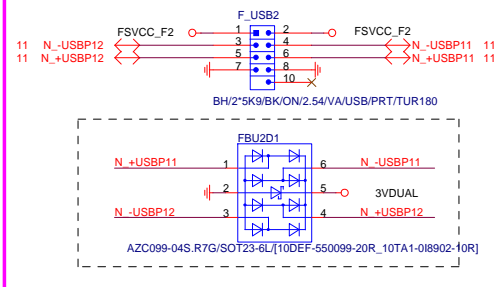 F_USB2
FSVCC_F2 1 2 FSVCC_F2
11 N_-USBP12 3 4 N_-USBP11 11
11 N_+USBP12 5 6 N_+USBP11 11
7 8
10
BH/2*5K9/BK/ON/2.54/VA/USB/PRT/TUR180
FBU2D1
N_+USBP11 1 6 N_-USBP11
2 5 3VDUAL
N_-USBP12 3 4 N_+USBP12
AZC099-04S.R7G/SOT23-6L/[10DEF-550099-20R_10TA1-0I8902-10R]